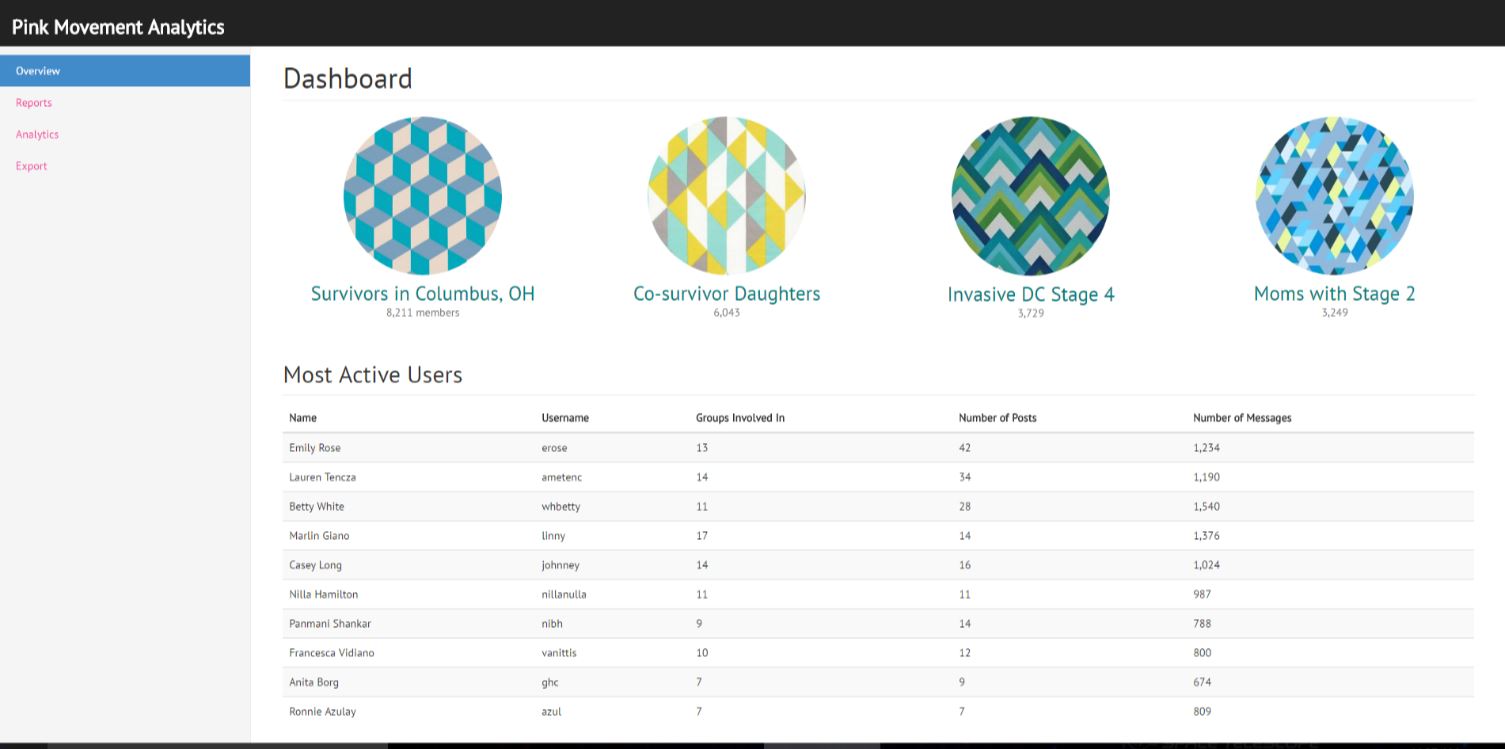 Pink Movement Analytics
Overview
Reports
Analytics
Export
Dashboard
Survivors in Columbus, OH
8,211 members
Co-survivor Daughters
6,043
Invasive DC Stage 4
3,729
Moms with Stage 2
3,249
Most Active Users
Name Username Groups Involved In Number of Posts Number of Messages
Emily Rose erose 13 42 1,234
Lauren Tencza ametenc 14 34 1,190
Betty White whbetty 11 28 1,540
Marlin Giano linny 17 14 1,376
Casey Long johnney 14 16 1,024
Nilla Hamilton nillanulla 11 11 987
Panmani Shankar nibh 9 14 788
Francesca Vidiano vanittis 10 12 800
Anita Borg ghc 7 9 674
Ronnie Azulay azul 7 7 809